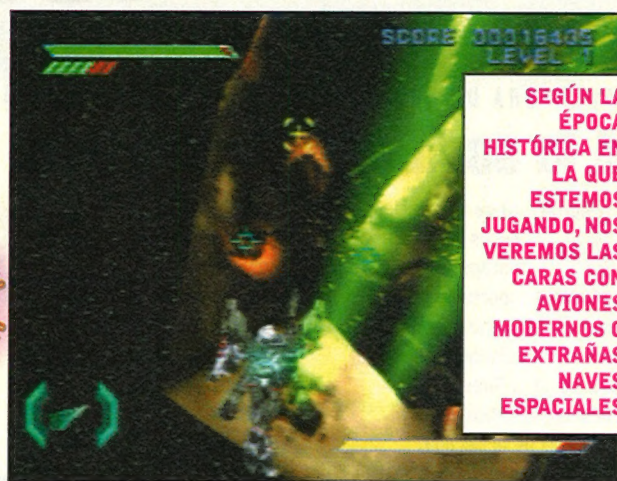 SCORE 00016405
LEVEL 1
SEGÚN LA
ÉPOCA
HISTÓRICA EN
LA QUE
ESTEMOS
JUGANDO, NOS
VEREMOS LAS
CARAS CON
AVIONES
MODERNOS O
EXTRAÑAS
NAVES
ESPACIALES